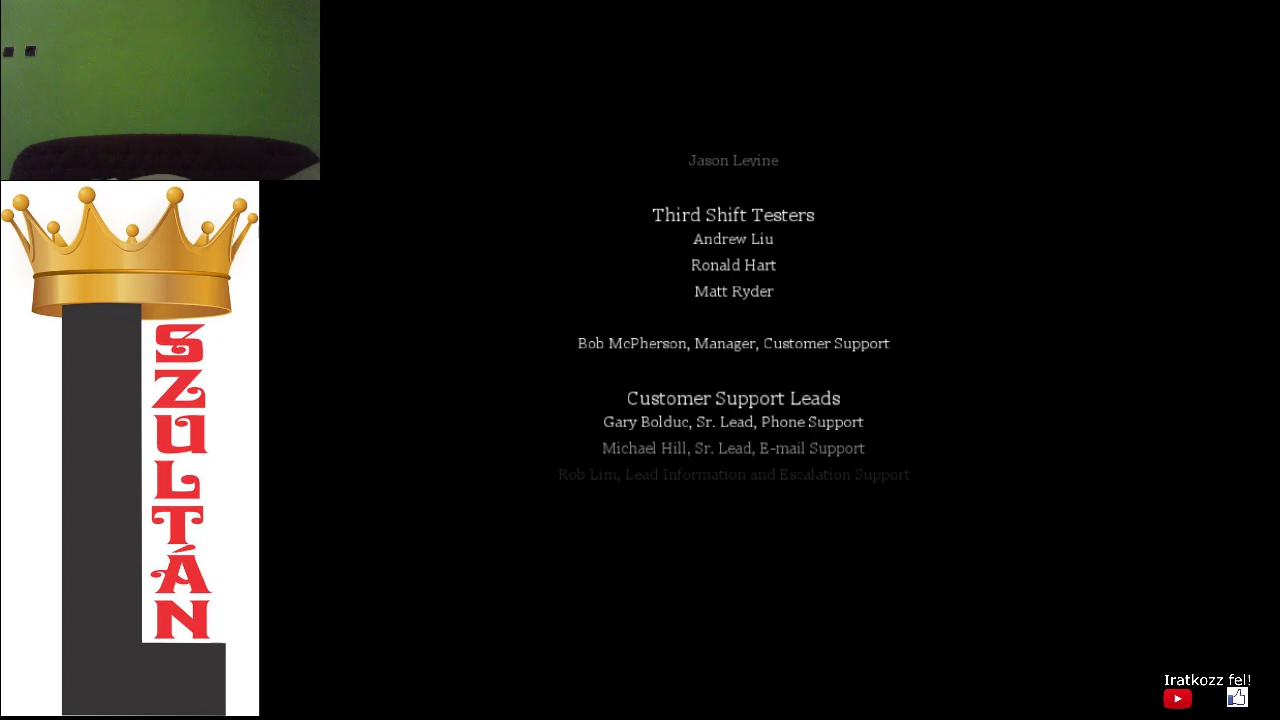 SZULTÁN
Jason Levine
Third Shift Testers
Andrew Liu
Ronald Hart
Matt Ryder
Bob McPherson, Manager, Customer Support
Customer Support Leads
Gary Bolduc, Sr. Lead, Phone Support
Michael Hill, Sr. Lead, E-mail Support
Rob Lim, Lead Information and Escalation Support
Iratkozz fel!